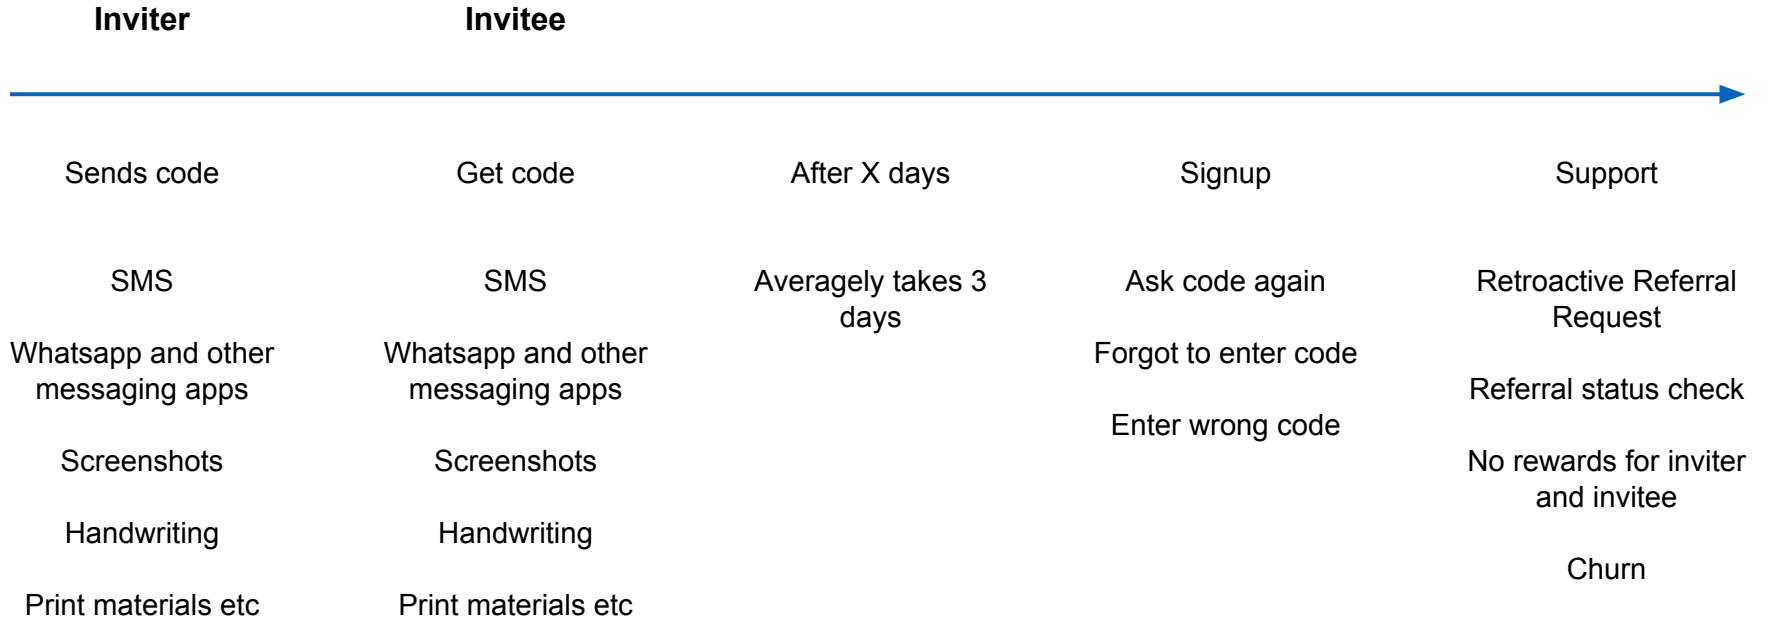 Inviter
Invitee
Sends code
Get code
After X days
Signup
Support
SMS
Whatsapp and other
messaging apps
Screenshots
Handwriting
Print materials etc
SMS
Whatsapp and other
messaging apps
Screenshots
Handwriting
Print materials etc
Averagely takes 3
days
Ask code again
Forgot to enter code
Enter wrong code
Retroactive Referral
Request
Referral status check
No rewards for inviter
and invitee
Churn